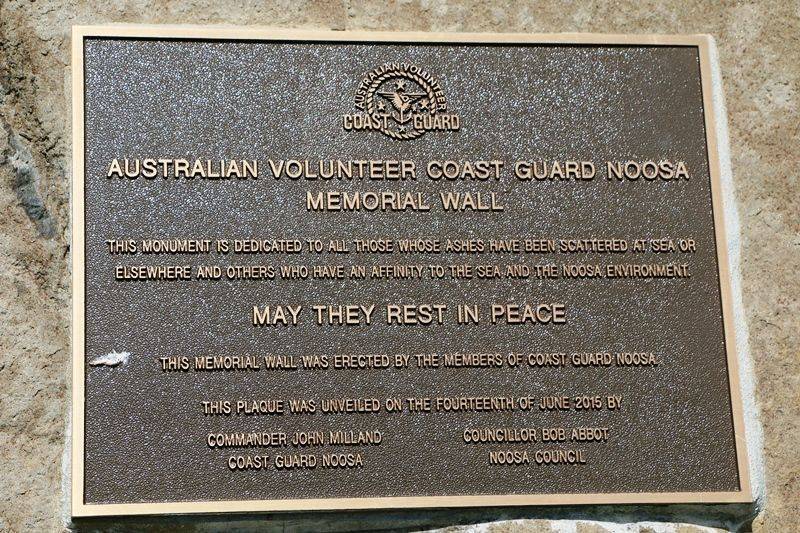 AUSTRALIAN VOLUNTEER
COAST GUARD
AUSTRALIAN VOLUNTEER COAST GUARD NOOSA
MEMORIAL WALL
THIS MONUMENT IS DEDICATED TO ALL THOSE WHOSE ASHES HAVE BEEN SCATTERED AT SEA OR
ELSEWHERE AND OTHERS WHO HAVE AN AFFINITY TO THE SEA AND THE NOOSA ENVIRONMENT.
MAY THEY REST IN PEACE
THIS MEMORIAL WALL WAS ERECTED BY THE MEMBERS OF COAST GUARD NOOSA.
THIS PLAQUE WAS UNVEILED ON THE FOURTEENTH OF JUNE 2015 BY
COMMANDER JOHN MILLAND COUNCILLOR BOB ABBOT
COAST GUARD NOOSA NOOSA COUNCIL